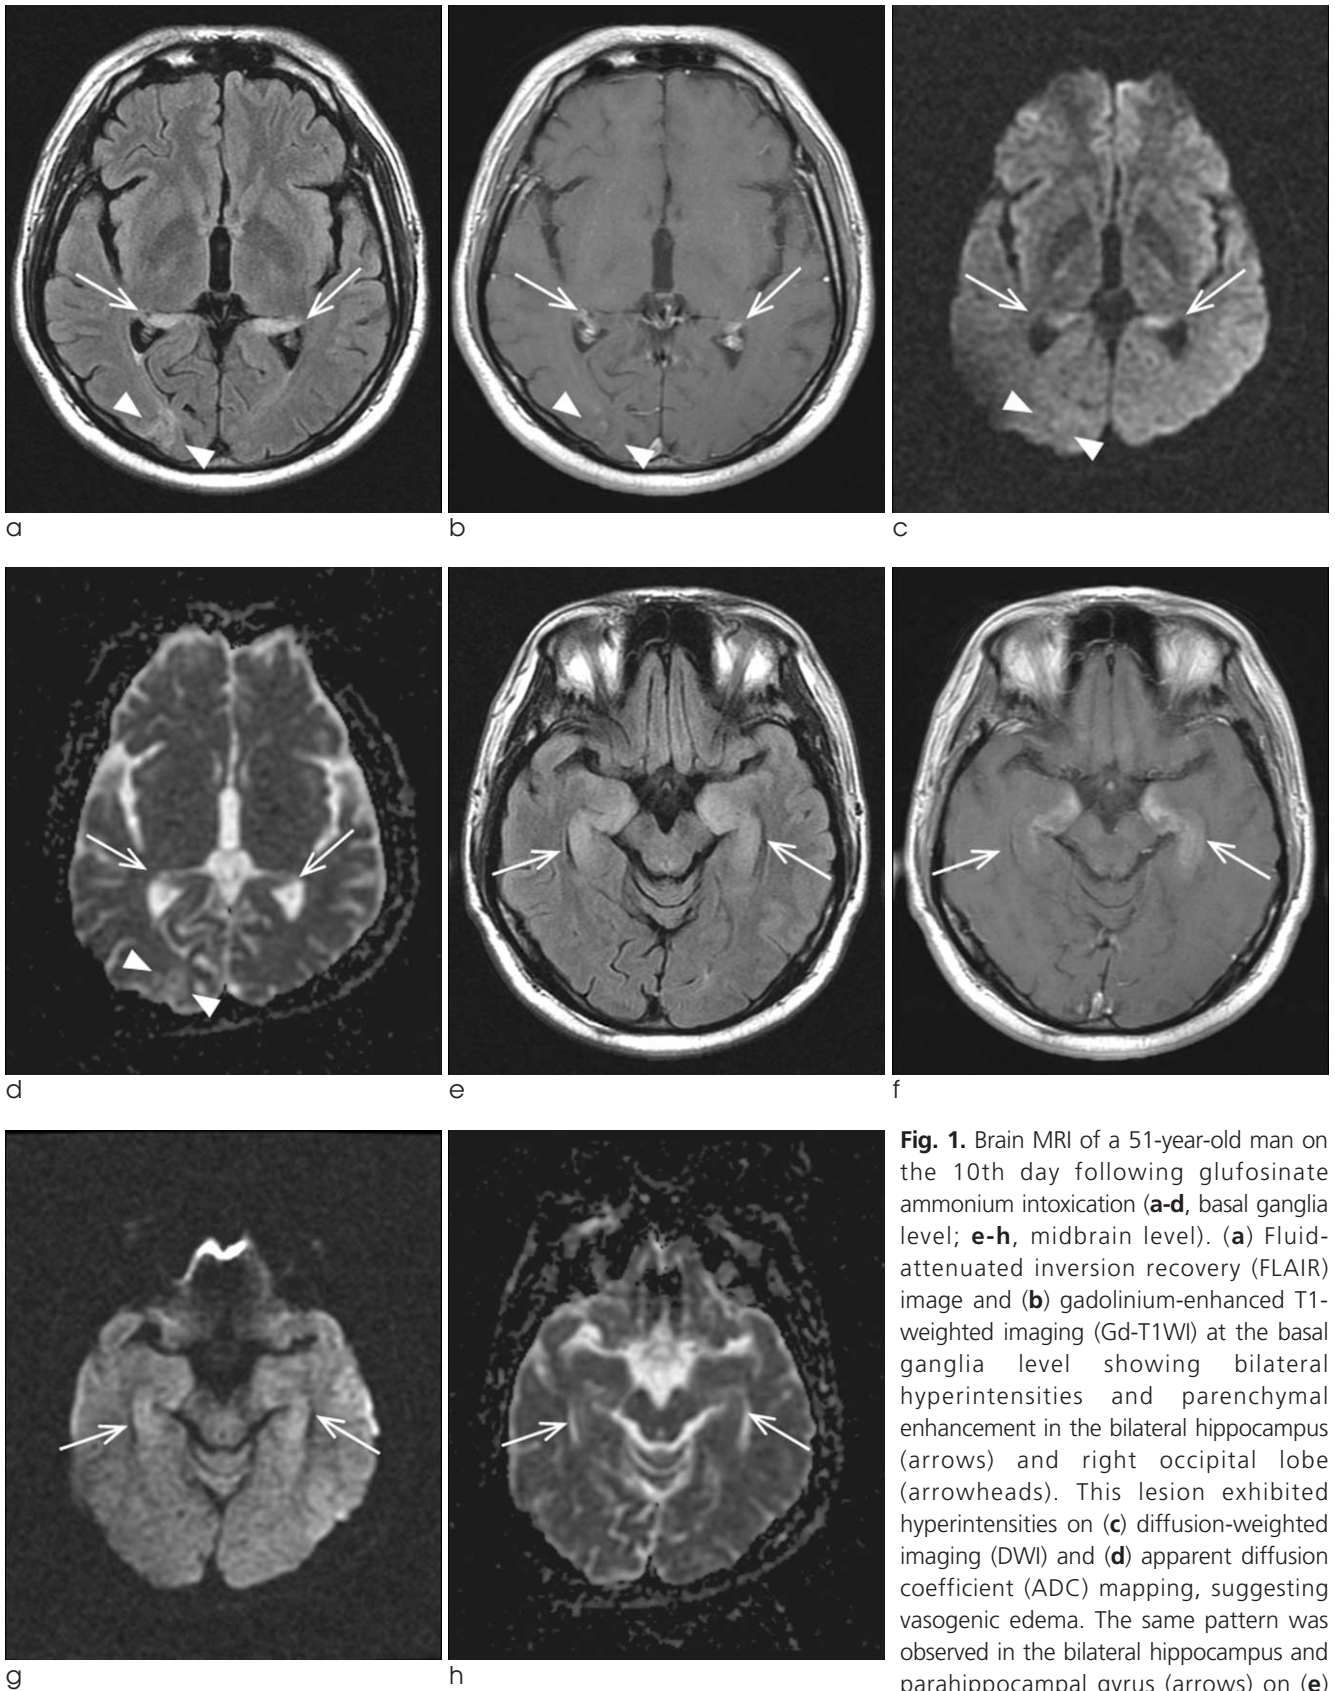 a
b
c
d
e
f
g
h
Fig. 1. Brain MRI of a 51-year-old man on
the 10th day following glufosinate
ammonium intoxication (a-d, basal ganglia
level; e-h, midbrain level). (a) Fluid-
attenuated inversion recovery (FLAIR)
image and (b) gadolinium-enhanced T1-
weighted imaging (Gd-T1WI) at the basal
ganglia level showing bilateral
hyperintensities and parenchymal
enhancement in the bilateral hippocampus
(arrows) and right occipital lobe
(arrowheads). This lesion exhibited
hyperintensities on (c) diffusion-weighted
imaging (DWI) and (d) apparent diffusion
coefficient (ADC) mapping, suggesting
vasogenic edema. The same pattern was
observed in the bilateral hippocampus and
parahippocampal gyrus (arrows) on (e)